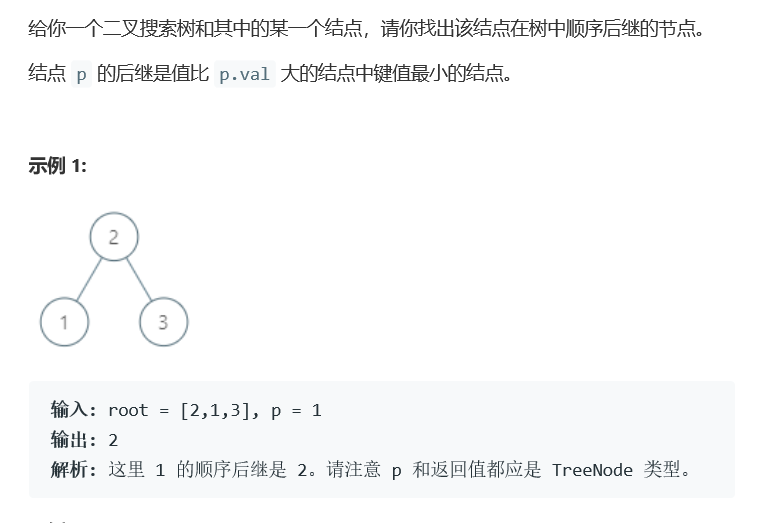 给你一个二叉搜索树和其中的某一个结点，请你找出该结点在树中顺序后继的节点。
结点 p 的后继是值比 p.val 大的结点中键值最小的结点。
示例 1:
2
1 3
输入: root = [2,1,3], p = 1
输出: 2
解析: 这里 1 的顺序后继是 2。请注意 p 和返回值都应是 TreeNode 类型。